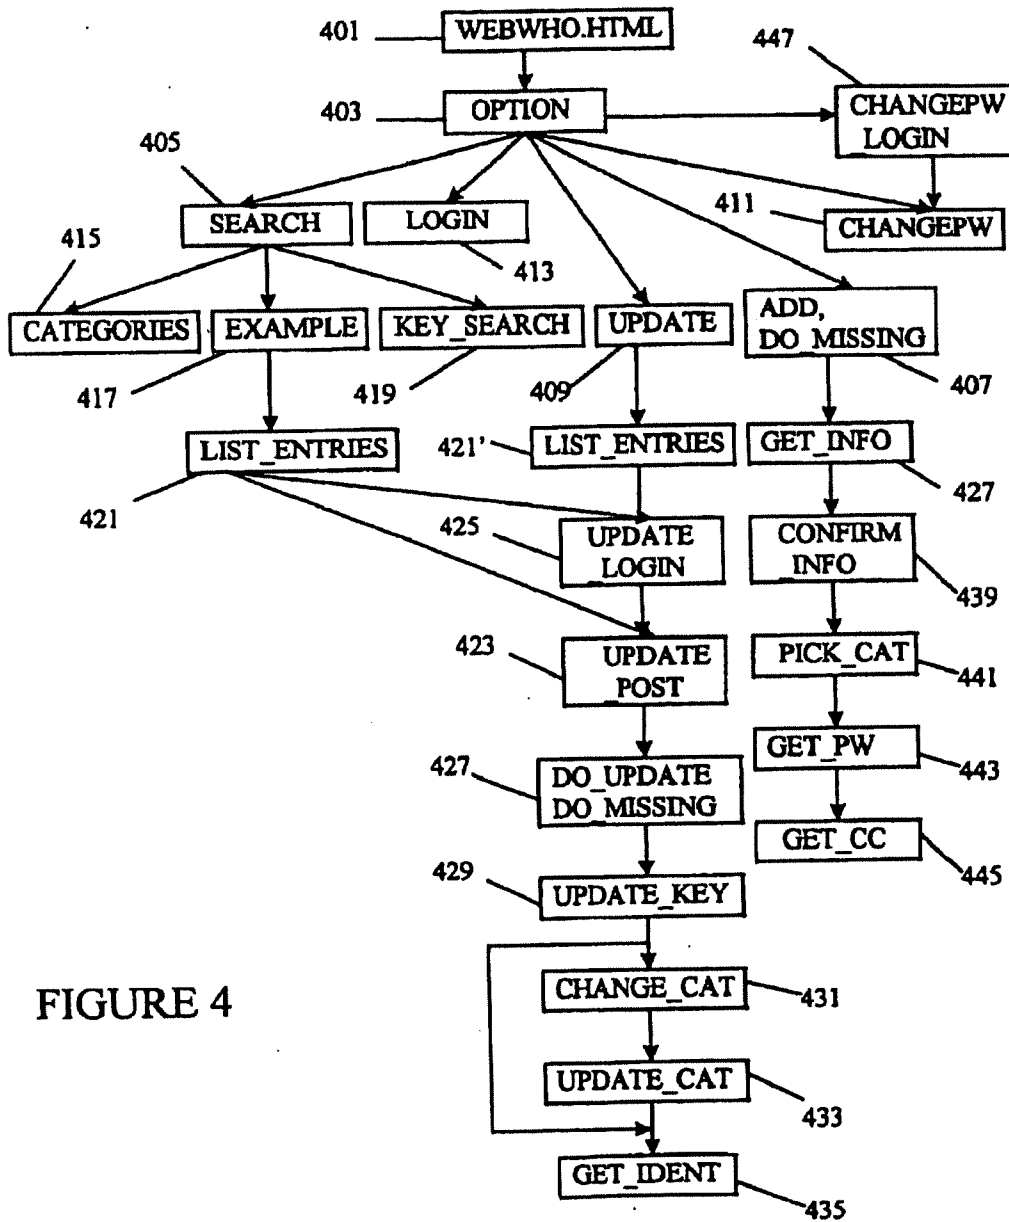 401
WEBWHO.HTML
447
403
OPTION
CHANGEPW
_LOGIN
405
SEARCH
LOGIN
411
CHANGEPW
415
413
CATEGORIES
EXAMPLE
KEY_SEARCH
UPDATE
ADD,
DO_MISSING
417
419
409
407
LIST_ENTRIES
421'
LIST_ENTRIES
GET_INFO
421
427
425
UPDATE
_LOGIN
CONFIRM
_INFO
439
423
UPDATE
_POST
PICK_CAT
441
427
DO_UPDATE
DO_MISSING
GET_PW
443
GET_CC
445
429
UPDATE_KEY
FIGURE 4
CHANGE_CAT
431
UPDATE_CAT
433
GET_IDENT
435